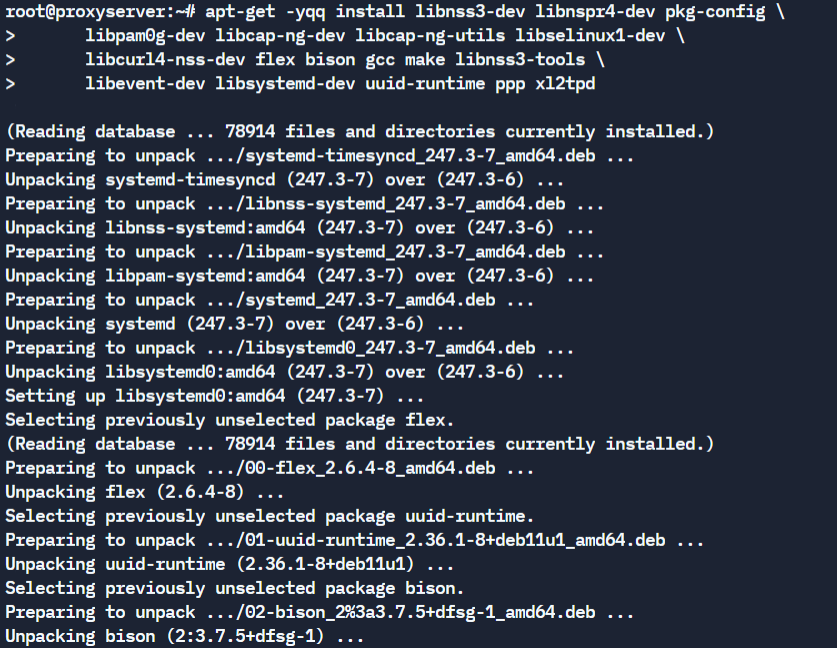 root@proxyserver:~# apt-get -yqq install libnss3-dev libnspr4-dev pkg-config \
>       libpam0g-dev libcap-ng-dev libcap-ng-utils libselinux1-dev \
>       libcurl4-nss-dev flex bison gcc make libnss3-tools \
>       libevent-dev libsystemd-dev uuid-runtime ppp xl2tpd
(Reading database ... 78914 files and directories currently installed.)
Preparing to unpack .../systemd-timesyncd_247.3-7_amd64.deb ...
Unpacking systemd-timesyncd (247.3-7) over (247.3-6) ...
Preparing to unpack .../libnss-systemd_247.3-7_amd64.deb ...
Unpacking libnss-systemd:amd64 (247.3-7) over (247.3-6) ...
Preparing to unpack .../libpam-systemd_247.3-7_amd64.deb ...
Unpacking libpam-systemd:amd64 (247.3-7) over (247.3-6) ...
Preparing to unpack .../systemd_247.3-7_amd64.deb ...
Unpacking systemd (247.3-7) over (247.3-6) ...
Preparing to unpack .../libsystemd0_247.3-7_amd64.deb ...
Unpacking libsystemd0:amd64 (247.3-7) over (247.3-6) ...
Setting up libsystemd0:amd64 (247.3-7) ...
Selecting previously unselected package flex.
(Reading database ... 78914 files and directories currently installed.)
Preparing to unpack .../00-flex_2.6.4-8_amd64.deb ...
Unpacking flex (2.6.4-8) ...
Selecting previously unselected package uuid-runtime.
Preparing to unpack .../01-uuid-runtime_2.36.1-8+deb11u1_amd64.deb ...
Unpacking uuid-runtime (2.36.1-8+deb11u1) ...
Selecting previously unselected package bison.
Preparing to unpack .../02-bison_2%3a3.7.5+dfsg-1_amd64.deb ...
Unpacking bison (2:3.7.5+dfsg-1) ...